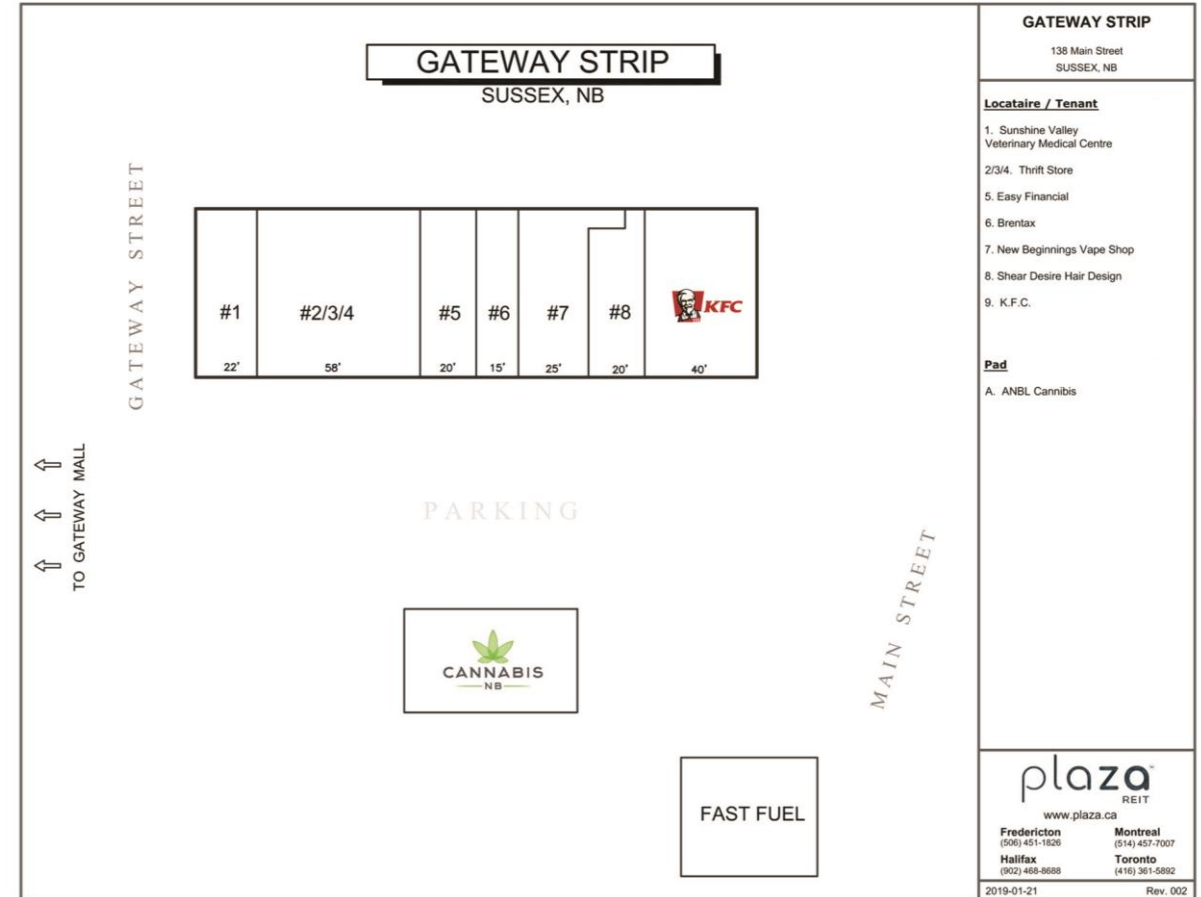 GATEWAY STRIP
SUSSEX, NB
GATEWAY STREET
#1
#2/3/4
#5
#6
#7
#8
KFC
22'
58'
20'
15'
25'
20'
40'
TO GATEWAY MALL
PARKING
MAIN STREET
CANNABIS
NB
FAST FUEL
GATEWAY STRIP
138 Main Street
SUSSEX, NB
Locataire / Tenant
1. Sunshine Valley
Veterinary Medical Centre
2/3/4. Thrift Store
5. Easy Financial
6. Brentax
7. New Beginnings Vape Shop
8. Shear Desire Hair Design
9. K.F.C.
Pad
A. ANBL Cannibis
plaza
REIT
www.plaza.ca
Fredericton Montreal
(506) 451-1826 (514) 457-7007
Halifax Toronto
(902) 468-8688 (416) 361-5892
2019-01-21 Rev. 002